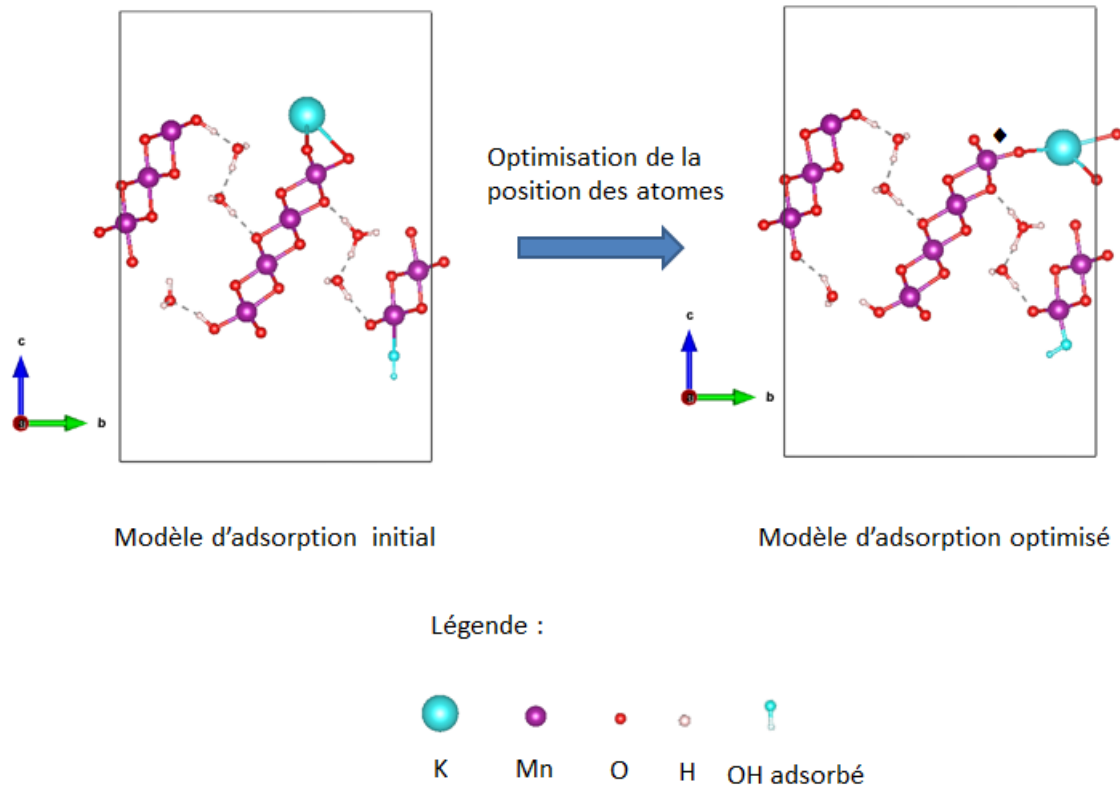 Optimisation de la
position des atomes
c
b
c
b
Modèle d'adsorption initial
Modèle d'adsorption optimisé
Légende :
K Mn O H OH adsorbé